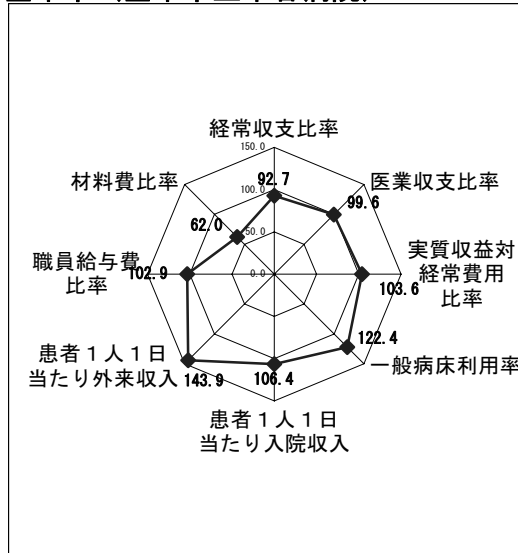 経常収支比率
150.0
92.7
材料費比率
医業収支比率
100.0
99.6
62.0
50.0
職員給与費
比率
102.9
0.0
実質収益対
経常費用
比率
103.6
122.4
一般病床利用率
患者１人１日
当たり外来収入
143.9
106.4
患者１人１日
当たり入院収入